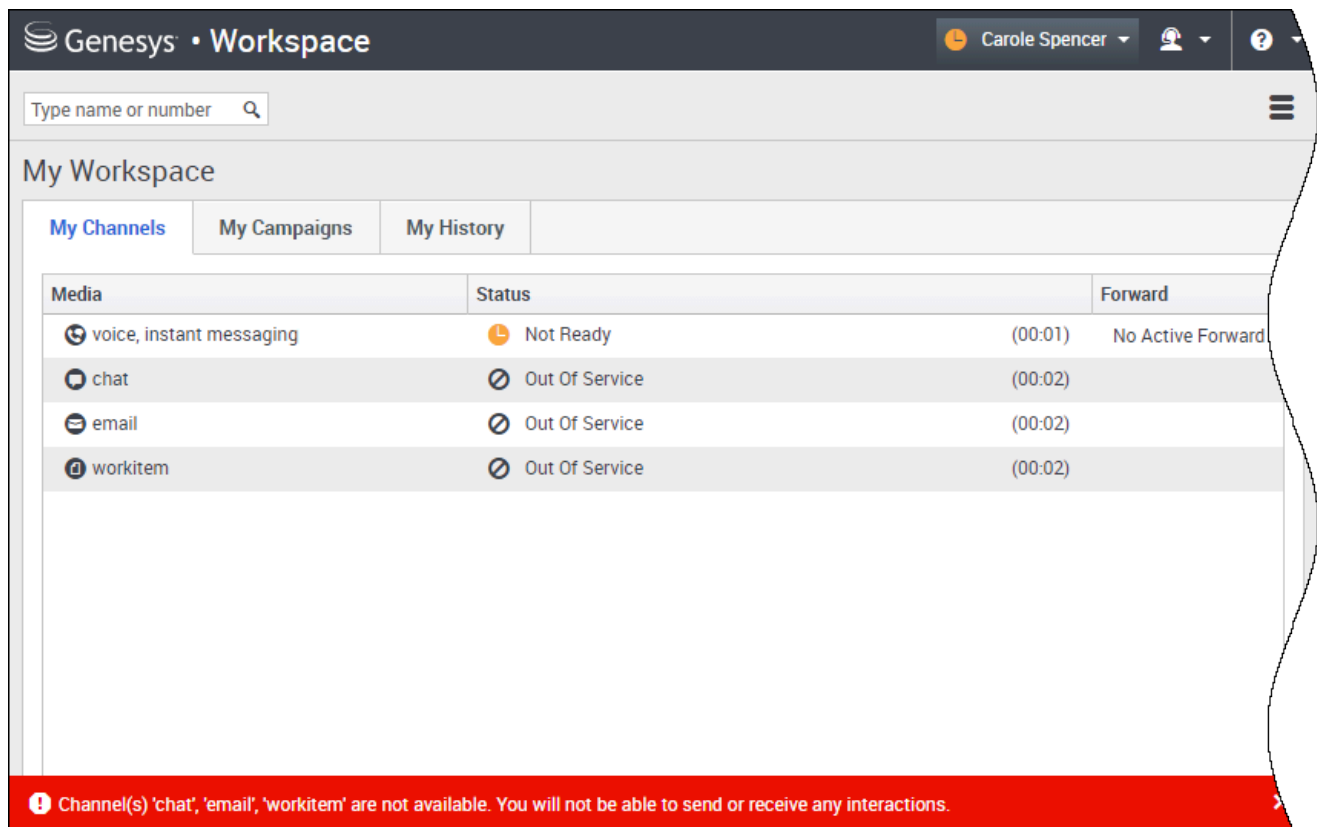 Genesys • Workspace
Carole Spencer
Type name or number
My Workspace
My Channels My Campaigns My History
Media Status Forward
voice, instant messaging Not Ready (00:01) No Active Forward
chat Out Of Service (00:02)
email Out Of Service (00:02)
workitem Out Of Service (00:02)
Channel(s) 'chat', 'email', 'workitem' are not available. You will not be able to send or receive any interactions.